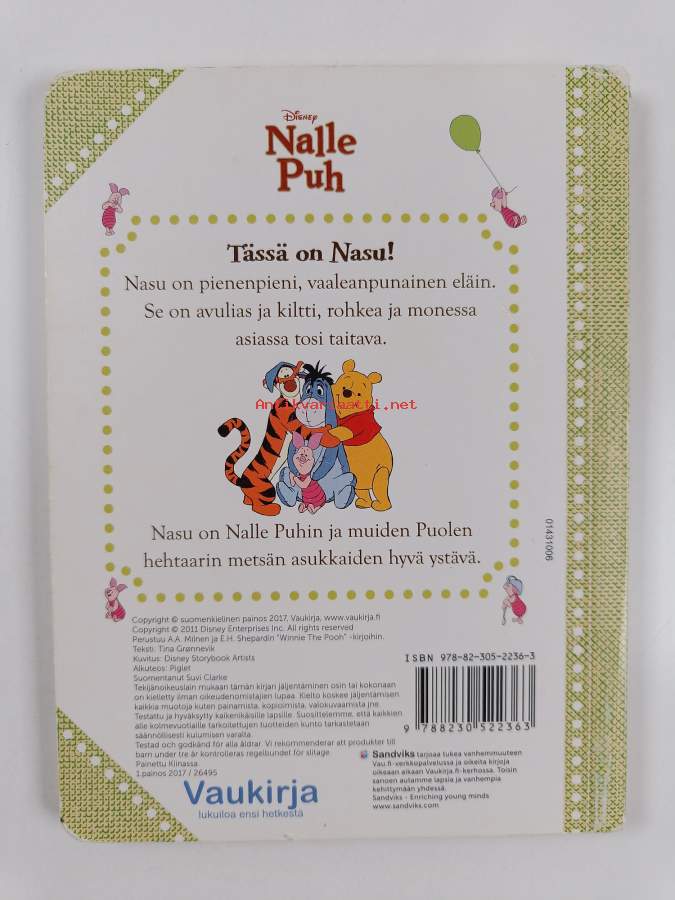 Disney
Nalle
Puh
Tässä on Nasu!
Nasu on pienenpieni, vaaleanpunainen eläin.
Se on avulias ja kiltti, rohkea ja monessa
asiassa tosi taitava.
Antikvariaatti.net
Nasu on Nalle Puhin ja muiden Puolen
hehtaarin metsän asukkaiden hyvä ystävä.
01431006
Copyright © suomenkielinen painos 2017, Vaukirja, www.vaukirja.fi
Copyright © 2011 Disney Enterprises Inc. All rights reserved
Perustuu A.A. Milnen ja E.H. Shepardin "Winnie The Pooh" -kirjoihin.
Teksti: Tina Grønnevik
Kuvitus: Disney Storybook Artists
Alkuteos: Piglet
Suomentanut Suvi Clarke
Tekijänoikeuslain mukaan tämän kirjan jäljentäminen osin tai kokonaan
on kielletty ilman oikeudenomistajien lupaa. Kielto koskee jäljentämisen
kaikkia muotoja kuten painamista, kopioimista, valokuvaamista jne.
Testattu ja hyväksytty kaikenikäisille lapsille. Suosittelemme, että kaikkien
alle kolmevuotiaille tarkoitettujen tuotteiden kunto tarkastetaan
säännöllisesti kulumisen varalta.
Testad och godkänd för alla åldrar. Vi rekommenderar att produkter till
barn under tre år kontrolleras regelbundet för slitage.
Painettu Kiinassa.
1.painos 2017 / 26495
Vaukirja
lukuiloa ensi hetkestä
ISBN 978-82-305-2236-3
9 788230 522363
Sandviks tarjoaa tukea vanhemmuuteen
Vau.fi-verkkopalvelussa ja oikeita kirjoja
oikeaan aikaan Vaukirja.fi-kerhossa. Toisin
sanoen autamme lapsia ja vanhempia
kehittymään yhdessä.
Sandviks - Enriching young minds
www.sandviks.com